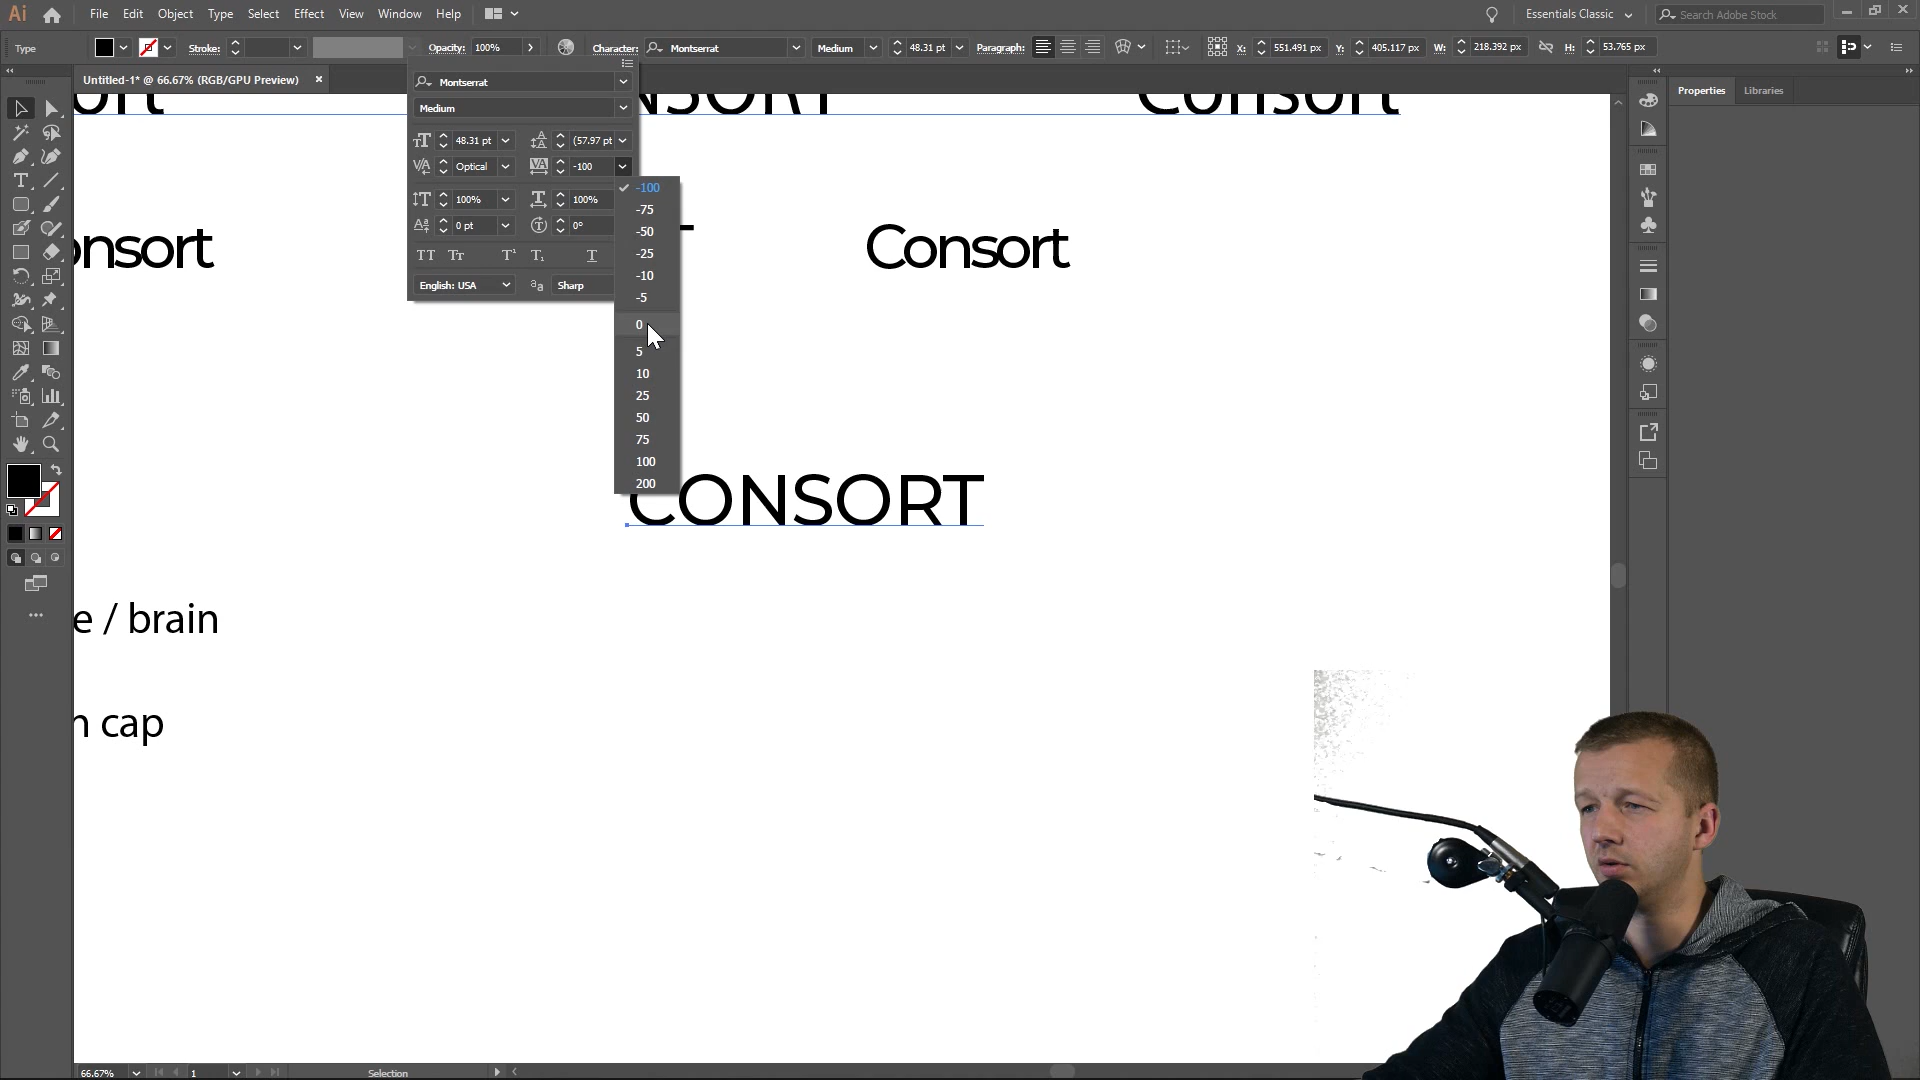 Ai File Edit Object Type Select Effect View Window Help Essentials Classic Search Adobe Stock
Type Stroke: Opacity: 100% Character: Montserrat Medium 48.31 pt Paragraph: X: 551.491 px Y: 405.117 px W: 218.392 px H: 53.765 px
Untitled-1* @ 66.67% (RGB/GPU Preview)
Properties Libraries
Montserrat
Medium
48.31 pt (57.97 pt
Optical -100
100% 100%
0 pt 0°
English: USA Sharp
-100
-75
-50
-25
-10
-5
0
5
10
25
50
75
100
200
Consort
onsort Consort
CONSORT
e / brain
n cap
66.67% 1 Selection